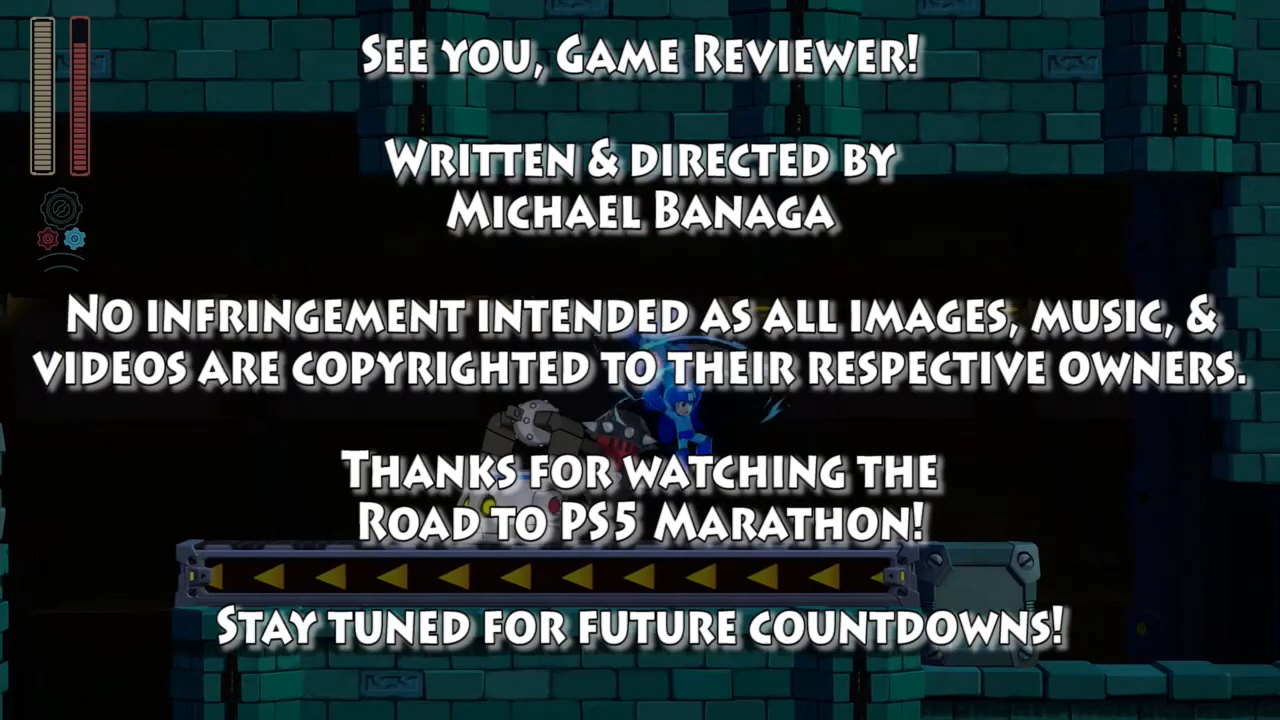 See you, Game Reviewer!
Written & directed by
Michael Banaga
No infringement intended as all images, music, &
videos are copyrighted to their respective owners.
Thanks for watching the
Road to PS5 Marathon!
Stay tuned for future countdowns!